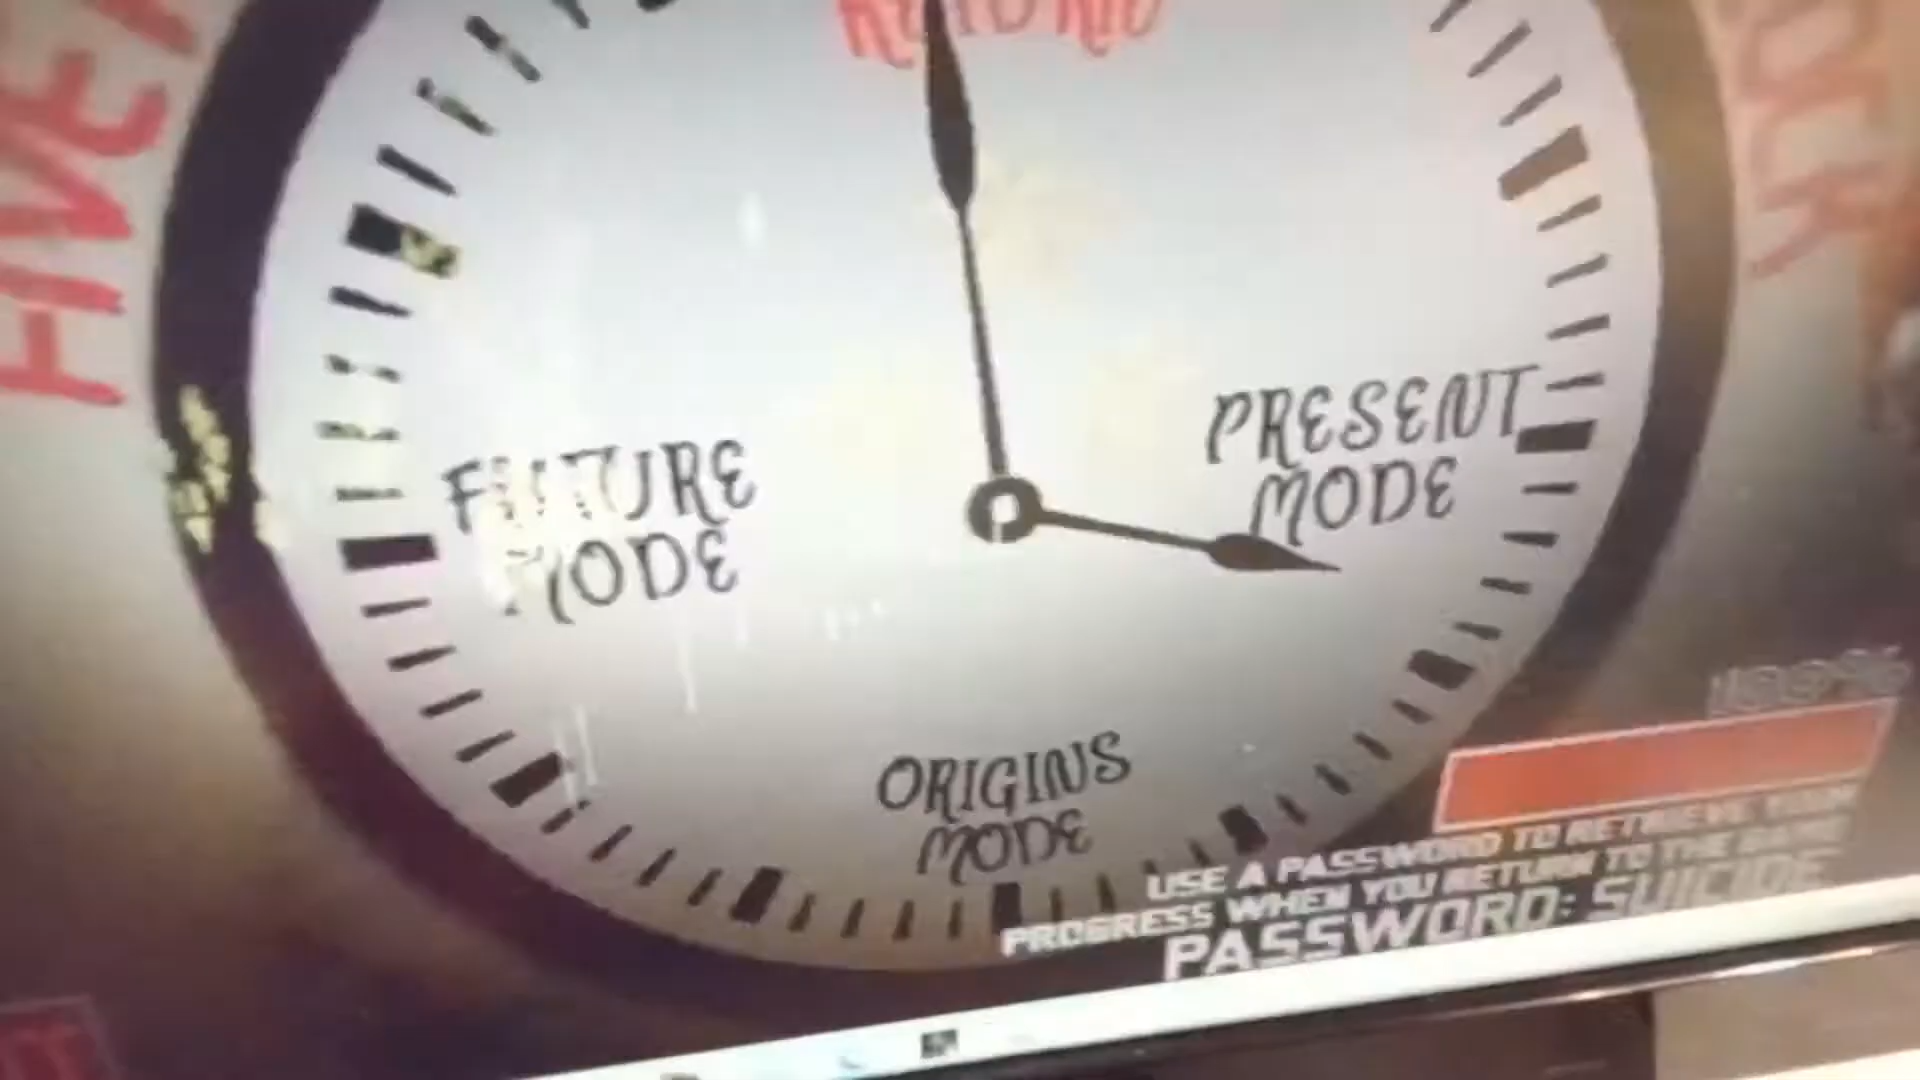 PRESENT
MODE
FUTURE
MODE
ORIGINS
MODE
100%
USE A PASSWORD TO RETRIEVE YOUR
PROGRESS WHEN YOU RETURN TO THE GAME
PASSWORD: SUICIDE